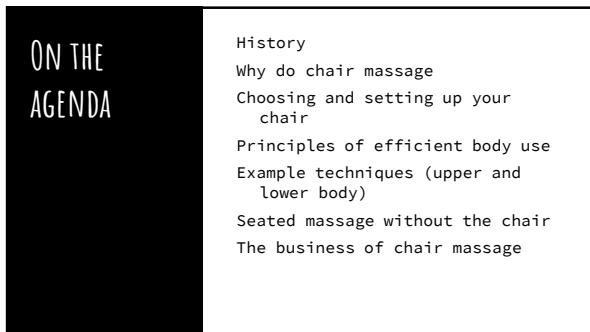 On the
agenda
History
Why do chair massage
Choosing and setting up your
chair
Principles of efficient body use
Example techniques (upper and
lower body)
Seated massage without the chair
The business of chair massage